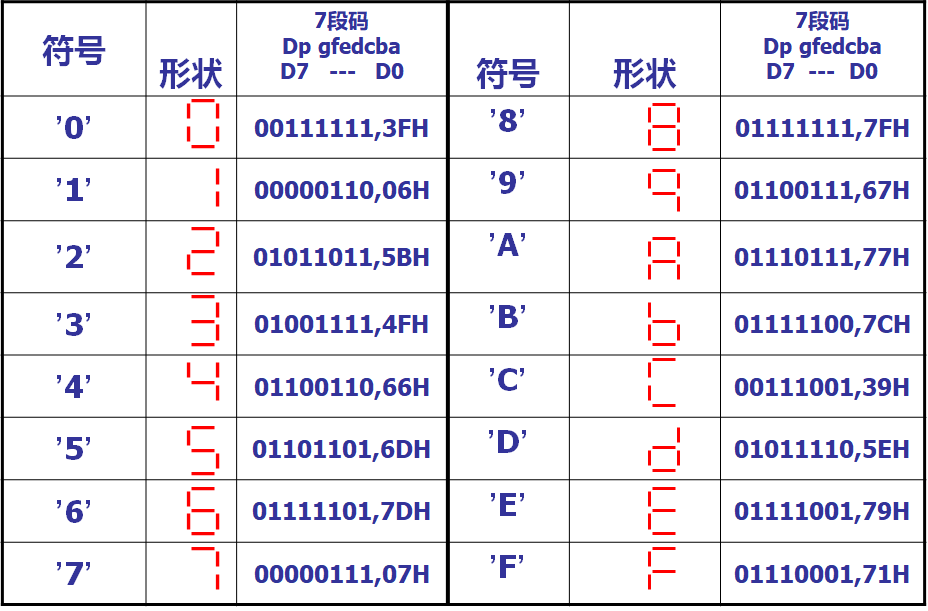 符号 形状 7段码 Dp gfedcba D7 --- D0 符号 形状 7段码 Dp gfedcba D7 --- D0
'0' 0 00111111,3FH '8' 8 01111111,7FH
'1' 1 00000110,06H '9' 9 01100111,67H
'2' 2 01011011,5BH 'A' A 01110111,77H
'3' 3 01001111,4FH 'B' b 01111100,7CH
'4' 4 01100110,66H 'C' C 00111001,39H
'5' 5 01101101,6DH 'D' d 01011110,5EH
'6' 6 01111101,7DH 'E' E 01111001,79H
'7' 7 00000111,07H 'F' F 01110001,71H